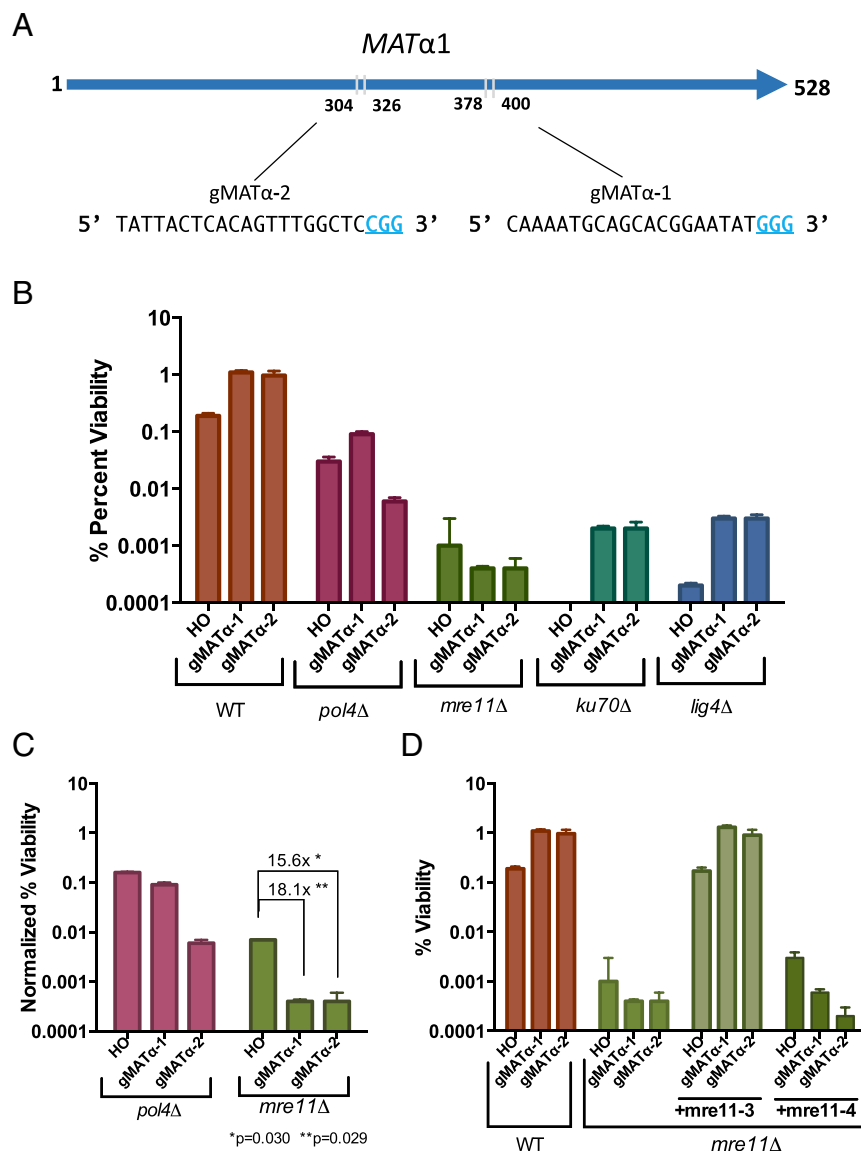 A
MATα1
1
528
304 326 378 400
gMATα-2 gMATα-1
5’ TATTACTCACAGTTTGGCTCCGG 3’ 5’ CAAAATGCAGCACGGAATATGGG 3’
B
% Percent Viability
10
1
0.1
0.01
0.001
0.0001
HO gMATα-1 gMATα-2 HO gMATα-1 gMATα-2 HO gMATα-1 gMATα-2 HO gMATα-1 gMATα-2 HO gMATα-1 gMATα-2
WT pol4Δ mre11Δ ku70Δ lig4Δ
C
Normalized % Viability
10
1
0.1
0.01
0.001
0.0001
15.6x *
18.1x **
HO gMATα-1 gMATα-2 HO gMATα-1 gMATα-2
pol4Δ mre11Δ
*p=0.030 **p=0.029
D
% Viability
10
1
0.1
0.01
0.001
0.0001
HO gMATα-1 gMATα-2 HO gMATα-1 gMATα-2 HO gMATα-1 gMATα-2 HO gMATα-1 gMATα-2
+mre11-3 +mre11-4
WT mre11Δ